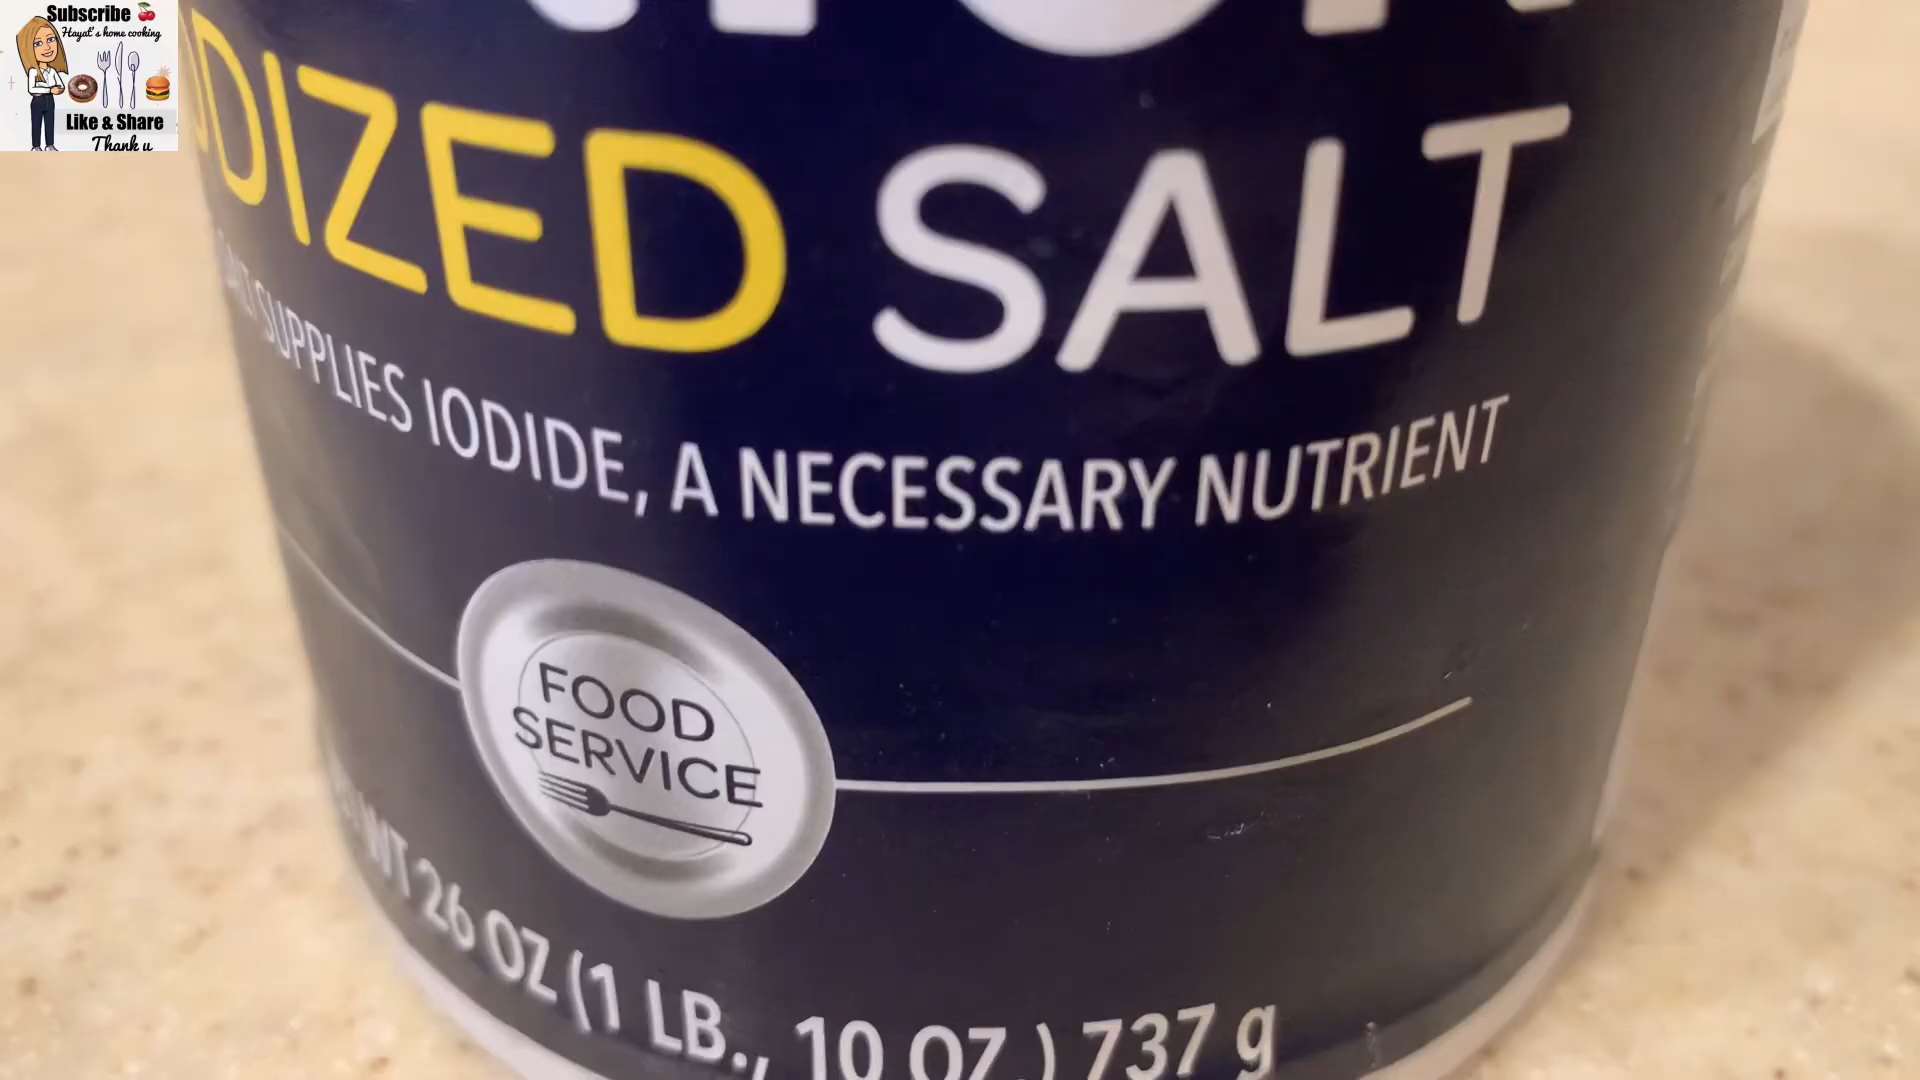 Subscribe
Hayat's home cooking
Like & Share
Thank u
DIZED SALT
SUPPLIES IODIDE, A NECESSARY NUTRIENT
FOOD
SERVICE
WT 26 OZ (1 LB., 10 OZ.) 737 g